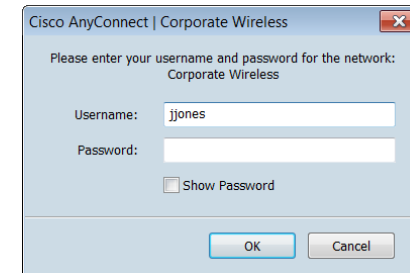 Cisco AnyConnect | Corporate Wireless
Please enter your username and password for the network:
Corporate Wireless
Username: jjones
Password:
Show Password
OK Cancel